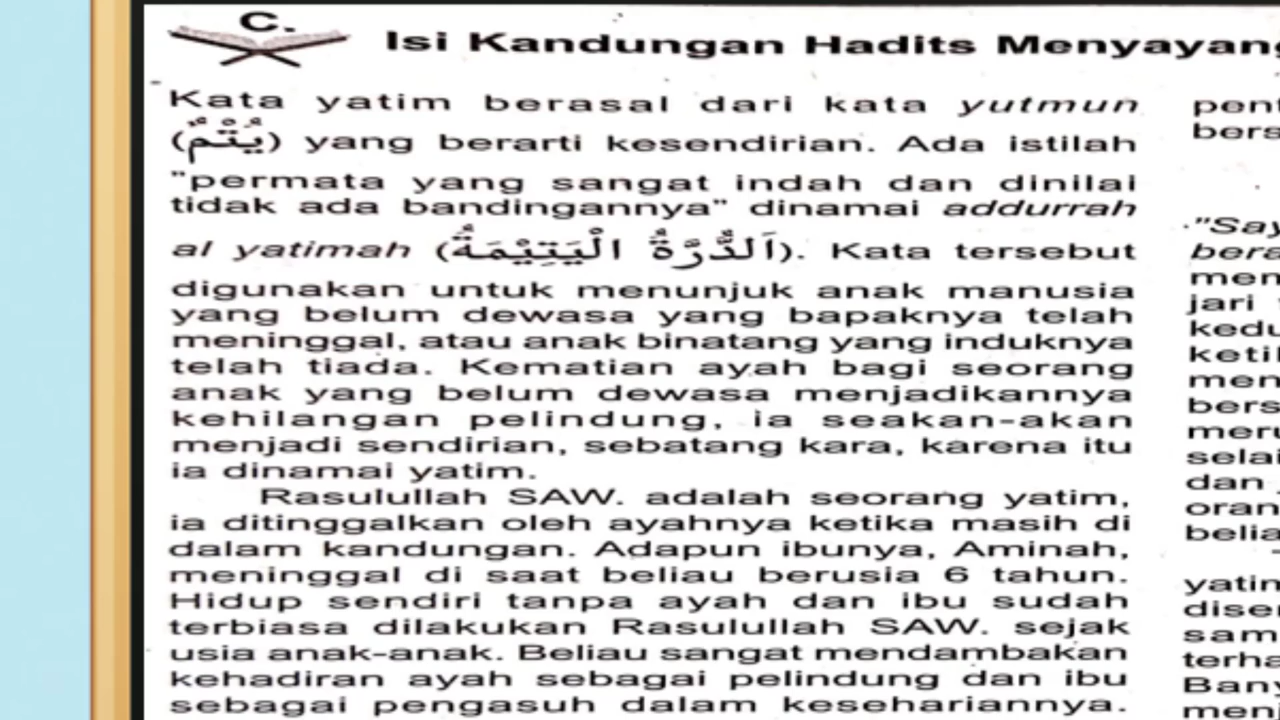 C.
Isi Kandungan Hadits
Kata yatim berasal dari kata yutmun
(يُتْمٌ) yang berarti kesendirian. Ada istilah
"permata yang sangat indah dan dinilai
tidak ada bandingannya" dinamai addurrah
al yatimah (اَلدُّرَّةُ الْيَتِيْمَةُ). Kata tersebut
digunakan untuk menunjuk anak manusia
yang belum dewasa yang bapaknya telah
meninggal, atau anak binatang yang induknya
telah tiada. Kematian ayah bagi seorang
anak yang belum dewasa menjadikannya
kehilangan pelindung, ia seakan-akan
menjadi sendirian, sebatang kara, karena itu
ia dinamai yatim.
Rasulullah SAW. adalah seorang yatim,
ia ditinggalkan oleh ayahnya ketika masih di
dalam kandungan. Adapun ibunya, Aminah,
meninggal di saat beliau berusia 6 tahun.
Hidup sendiri tanpa ayah dan ibu sudah
terbiasa dilakukan Rasulullah SAW. sejak
usia anak-anak. Beliau sangat mendambakan
kehadiran ayah sebagai pelindung dan ibu
sebagai pengasuh dalam kesehariannya.
jari
dan